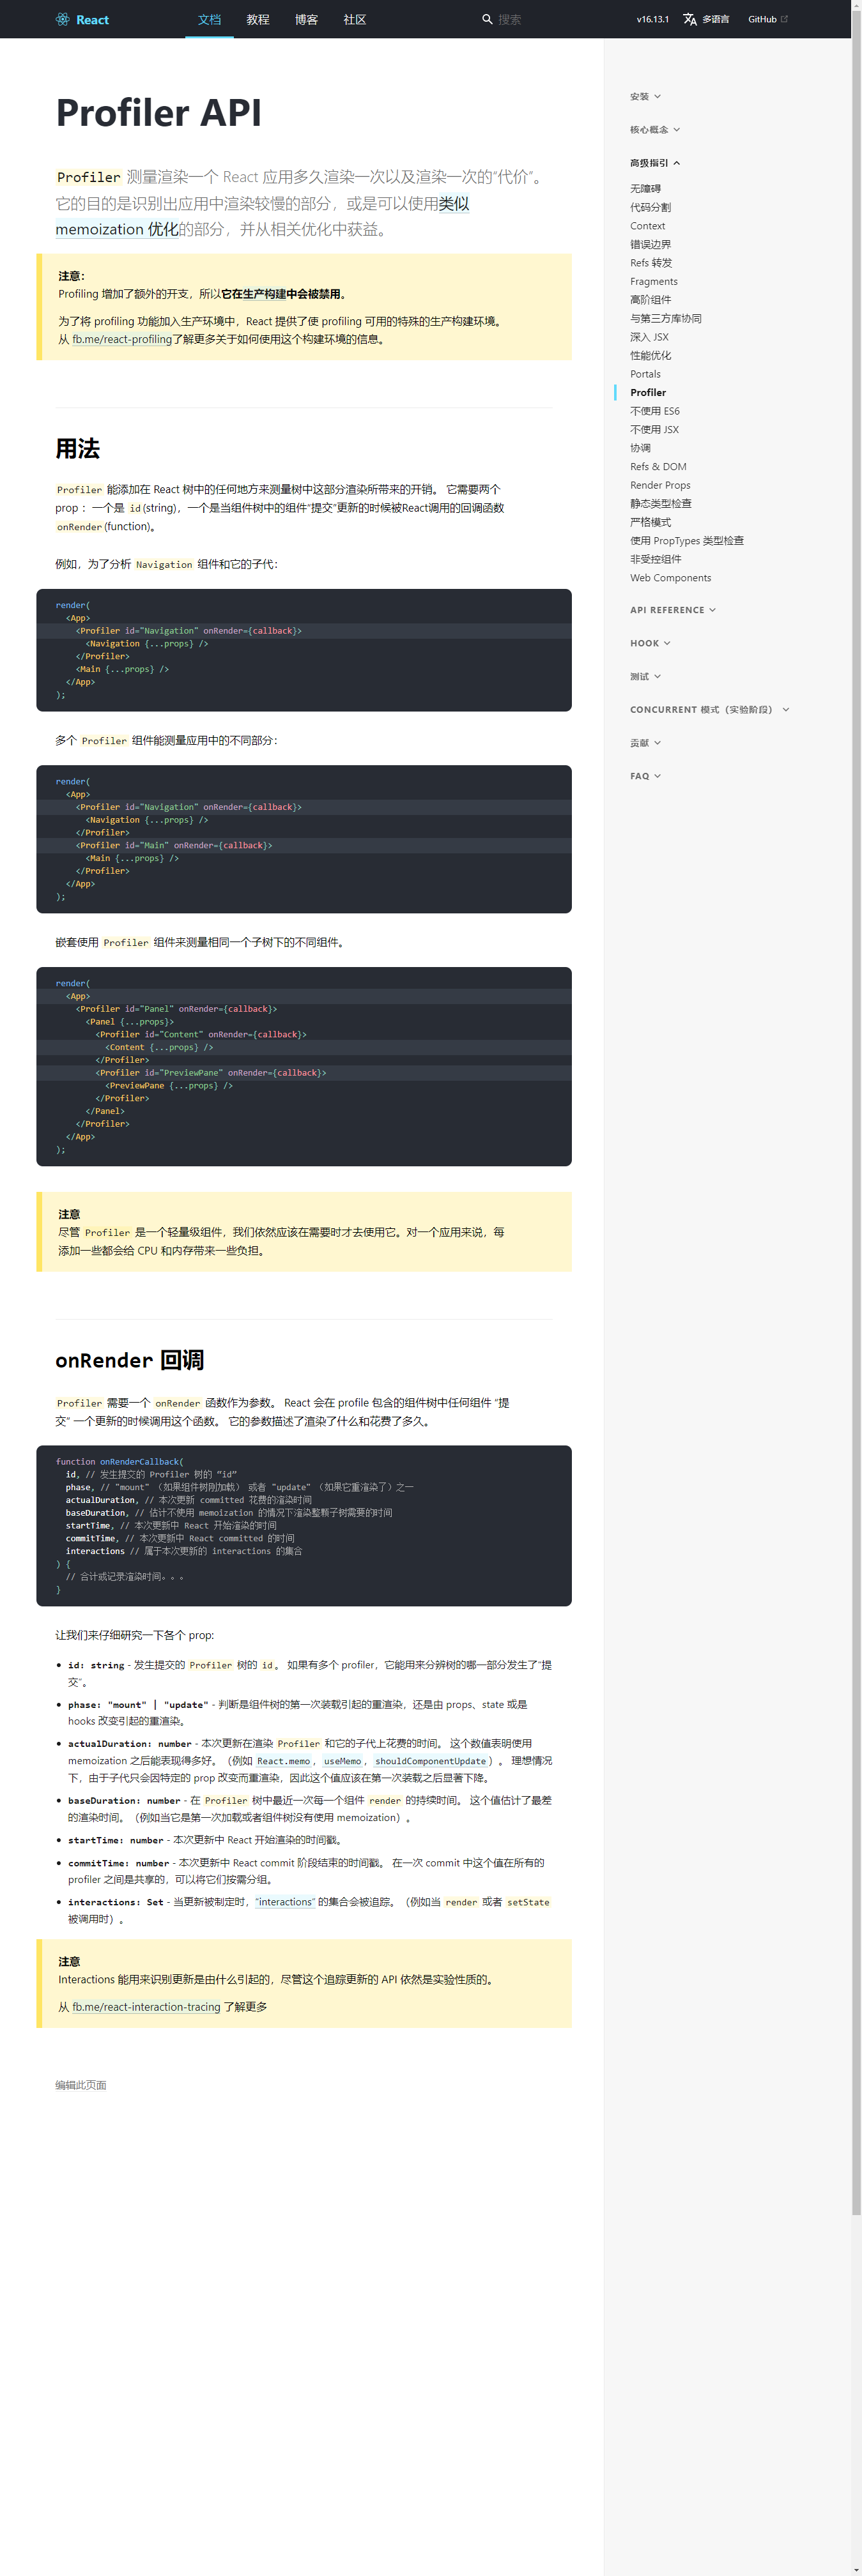 React
文档
教程
博客
社区
搜索
v16.13.1
多语言
GitHub
Profiler API
Profiler 测量渲染一个 React 应用多久渲染一次以及渲染一次的“代价”。
它的目的是识别出应用中渲染较慢的部分，或是可以使用类似
memoization 优化的部分，并从相关优化中获益。
注意：
Profiling 增加了额外的开支，所以它在生产构建中会被禁用。
为了将 profiling 功能加入生产环境中，React 提供了使 profiling 可用的特殊的生产构建环境。
从 fb.me/react-profiling了解更多关于如何使用这个构建环境的信息。
用法
Profiler 能添加在 React 树中的任何地方来测量树中这部分渲染所带来的开销。 它需要两个
prop ：一个是 id(string)，一个是当组件树中的组件“提交”更新的时候被React调用的回调函数
onRender(function)。
例如，为了分析 Navigation 组件和它的子代：
render(
<App>
<Profiler id="Navigation" onRender={callback}>
<Navigation {...props} />
</Profiler>
<Main {...props} />
</App>
);
多个 Profiler 组件能测量应用中的不同部分：
render(
<App>
<Profiler id="Navigation" onRender={callback}>
<Navigation {...props} />
</Profiler>
<Profiler id="Main" onRender={callback}>
<Main {...props} />
</Profiler>
</App>
);
嵌套使用 Profiler 组件来测量相同一个子树下的不同组件。
render(
<App>
<Profiler id="Panel" onRender={callback}>
<Panel {...props}>
<Profiler id="Content" onRender={callback}>
<Content {...props} />
</Profiler>
<Profiler id="PreviewPane" onRender={callback}>
<PreviewPane {...props} />
</Profiler>
</Panel>
</Profiler>
</App>
);
注意
尽管 Profiler 是一个轻量级组件，我们依然应该在需要时才去使用它。对一个应用来说，每
添加一些都会给 CPU 和内存带来一些负担。
onRender 回调
Profiler 需要一个 onRender 函数作为参数。 React 会在 profile 包含的组件树中任何组件 “提
交” 一个更新的时候调用这个函数。 它的参数描述了渲染了什么和花费了多久。
function onRenderCallback(
id, // 发生提交的 Profiler 树的 “id”
phase, // "mount" （如果组件树刚加载） 或者 "update" （如果它重渲染了）之一
actualDuration, // 本次更新 committed 花费的渲染时间
baseDuration, // 估计不使用 memoization 的情况下渲染整颗子树需要的时间
startTime, // 本次更新中 React 开始渲染的时间
commitTime, // 本次更新中 React committed 的时间
interactions // 属于本次更新的 interactions 的集合
) {
// 合计或记录渲染时间。。。
}
让我们来仔细研究一下各个 prop:
id: string - 发生提交的 Profiler 树的 id。 如果有多个 profiler，它能用来分辨树的哪一部分发生了“提
交”。
phase: "mount" | "update" - 判断是组件树的第一次装载引起的重渲染，还是由 props、state 或是
hooks 改变引起的重渲染。
actualDuration: number - 本次更新在渲染 Profiler 和它的子代上花费的时间。 这个数值表明使用
memoization 之后能表现得多好。（例如 React.memo，useMemo，shouldComponentUpdate）。 理想情况
下，由于子代只会因特定的 prop 改变而重渲染，因此这个值应该在第一次装载之后显著下降。
baseDuration: number - 在 Profiler 树中最近一次每一个组件 render 的持续时间。 这个值估计了最差
的渲染时间。（例如当它是第一次加载或者组件树没有使用 memoization）。
startTime: number - 本次更新中 React 开始渲染的时间戳。
commitTime: number - 本次更新中 React commit 阶段结束的时间戳。 在一次 commit 中这个值在所有的
profiler 之间是共享的，可以将它们按需分组。
interactions: Set - 当更新被制定时，“interactions” 的集合会被追踪。（例如当 render 或者 setState
被调用时）。
注意
Interactions 能用来识别更新是由什么引起的，尽管这个追踪更新的 API 依然是实验性质的。
从 fb.me/react-interaction-tracing 了解更多
编辑此页面
安装
核心概念
高级指引
无障碍
代码分割
Context
错误边界
Refs 转发
Fragments
高阶组件
与第三方库协同
深入 JSX
性能优化
Portals
Profiler
不使用 ES6
不使用 JSX
协调
Refs & DOM
Render Props
静态类型检查
严格模式
使用 PropTypes 类型检查
非受控组件
Web Components
API REFERENCE
HOOK
测试
CONCURRENT 模式（实验阶段）
贡献
FAQ